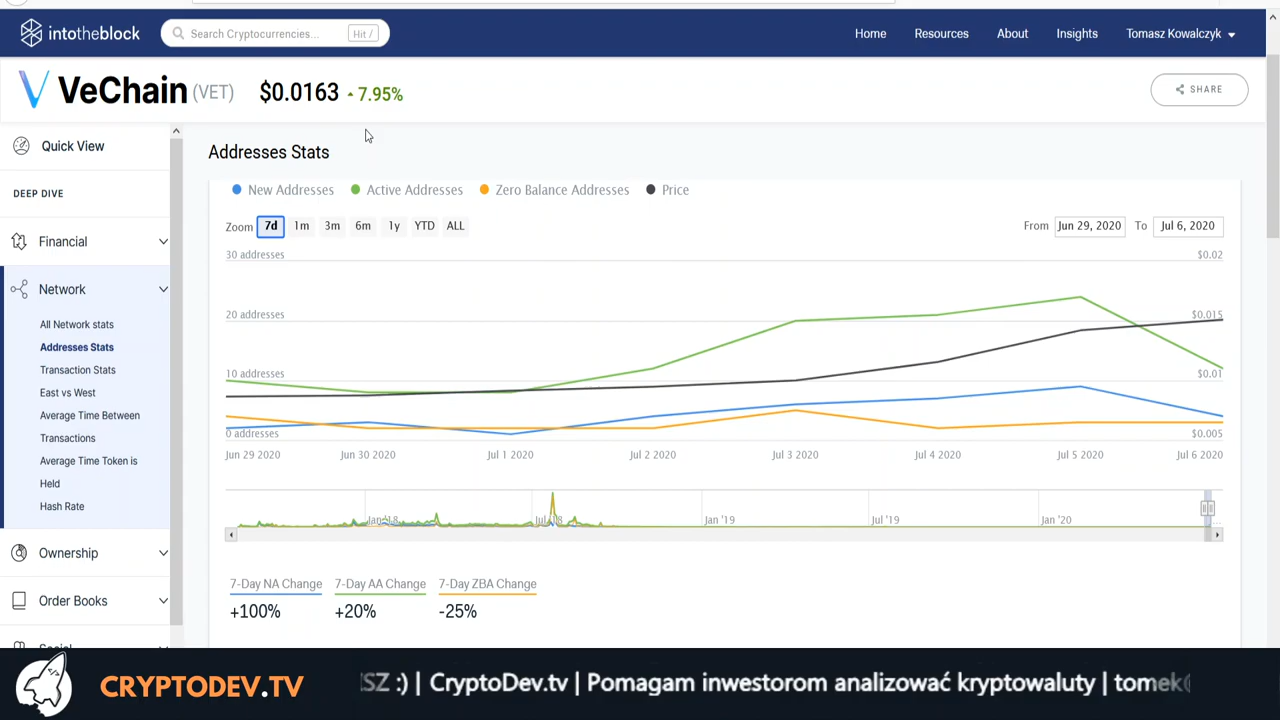 intotheblock
Search Cryptocurrencies... Hit /
Home Resources About Insights Tomasz Kowalczyk
VeChain (VET) $0.0163 7.95%
SHARE
Quick View
DEEP DIVE
Financial
Network
All Network stats
Addresses Stats
Transaction Stats
East vs West
Average Time Between
Transactions
Average Time Token is
Held
Hash Rate
Ownership
Order Books
Social
Addresses Stats
New Addresses Active Addresses Zero Balance Addresses Price
Zoom 7d 1m 3m 6m 1y YTD ALL From Jun 29, 2020 To Jul 6, 2020
30 addresses $0.02
20 addresses $0.015
10 addresses $0.01
0 addresses $0.005
Jun 29 2020 Jun 30 2020 Jul 1 2020 Jul 2 2020 Jul 3 2020 Jul 4 2020 Jul 5 2020 Jul 6 2020
Jan '18 Jul '18 Jan '19 Jul '19 Jan '20 ...
7-Day NA Change 7-Day AA Change 7-Day ZBA Change
+100% +20% -25%
CRYPTODEV.TV
SZ :) | CryptoDev.tv | Pomagam inwestorom analizować kryptowaluty | tomek@